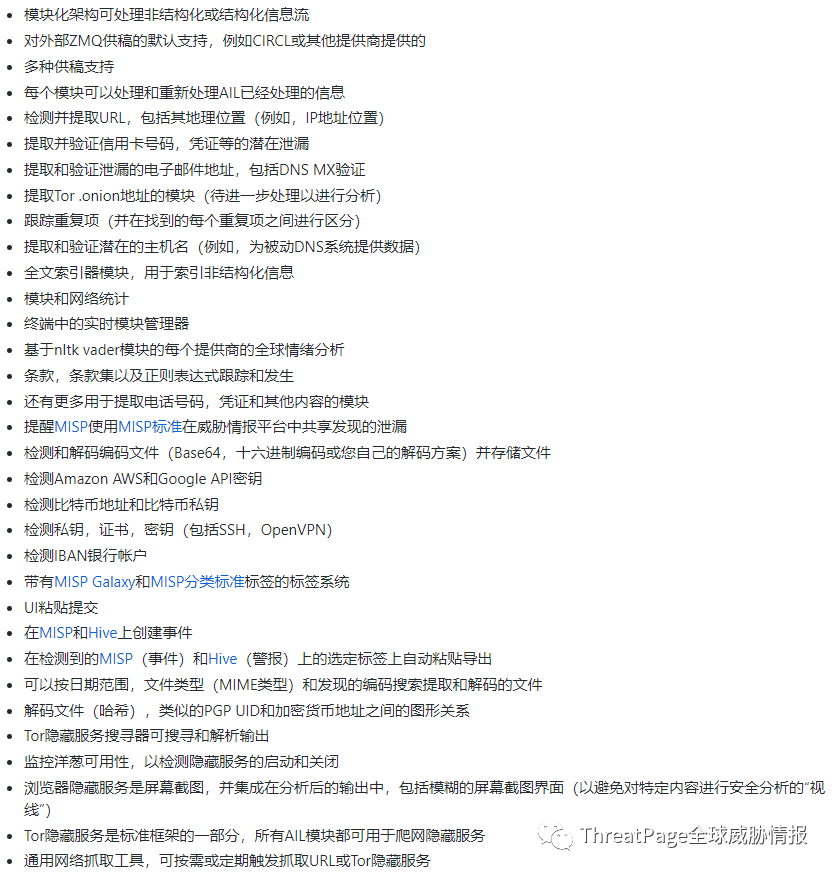 模块化架构可处理非结构化或结构化信息流
对外部ZMQ供稿的默认支持，例如CIRCL或其他提供商提供的
多种供稿支持
每个模块可以处理和重新处理AIL已经处理的信息
检测并提取URL，包括其地理位置（例如，IP地址位置）
提取并验证信用卡号码，凭证等的潜在泄漏
提取和验证泄漏的电子邮件地址，包括DNS MX验证
提取Tor .onion地址的模块（待进一步处理以进行分析）
跟踪重复项（并在找到的每个重复项之间进行区分）
提取和验证潜在的主机名（例如，为被动DNS系统提供数据）
全文索引器模块，用于索引非结构化信息
模块和网络统计
终端中的实时模块管理器
基于nltk vader模块的每个提供商的全球情绪分析
条款，条款集以及正则表达式跟踪和发生
还有更多用于提取电话号码，凭证和其他内容的模块
提醒MISP使用MISP标准在威胁情报平台中共享发现的泄漏
检测和解码编码文件（Base64，十六进制编码或您自己的解码方案）并存储文件
检测Amazon AWS和Google API密钥
检测比特币地址和比特币私钥
检测私钥，证书，密钥（包括SSH，OpenVPN）
检测IBAN银行帐户
带有MISP Galaxy和MISP分类标准标签的标签系统
UI粘贴提交
在MISP和Hive上创建事件
在检测到的MISP（事件）和Hive（警报）上的选定标签上自动粘贴导出
可以按日期范围，文件类型（MIME类型）和发现的编码搜索提取和解码的文件
解码文件（哈希），类似的PGP UID和加密货币地址之间的图形关系
Tor隐藏服务搜寻器可搜寻和解析输出
监控洋葱可用性，以检测隐藏服务的启动和关闭
浏览器隐藏服务是屏幕截图，并集成在分析后的输出中，包括模糊的屏幕截图界面（以避免对特定内容进行安全分析的“视
线”）
Tor隐藏服务是标准框架的一部分，所有AIL模块都可用于爬网隐藏服务
通用网络抓取工具，可按需或定期触发抓取URL或Tor隐藏服务
ThreatPage全球威胁情报